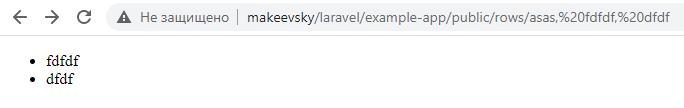 Не защищено makeevsky/laravel/example-app/public/rows/asas,%20fdfdf,%20dfdf
fdfdf
dfdf